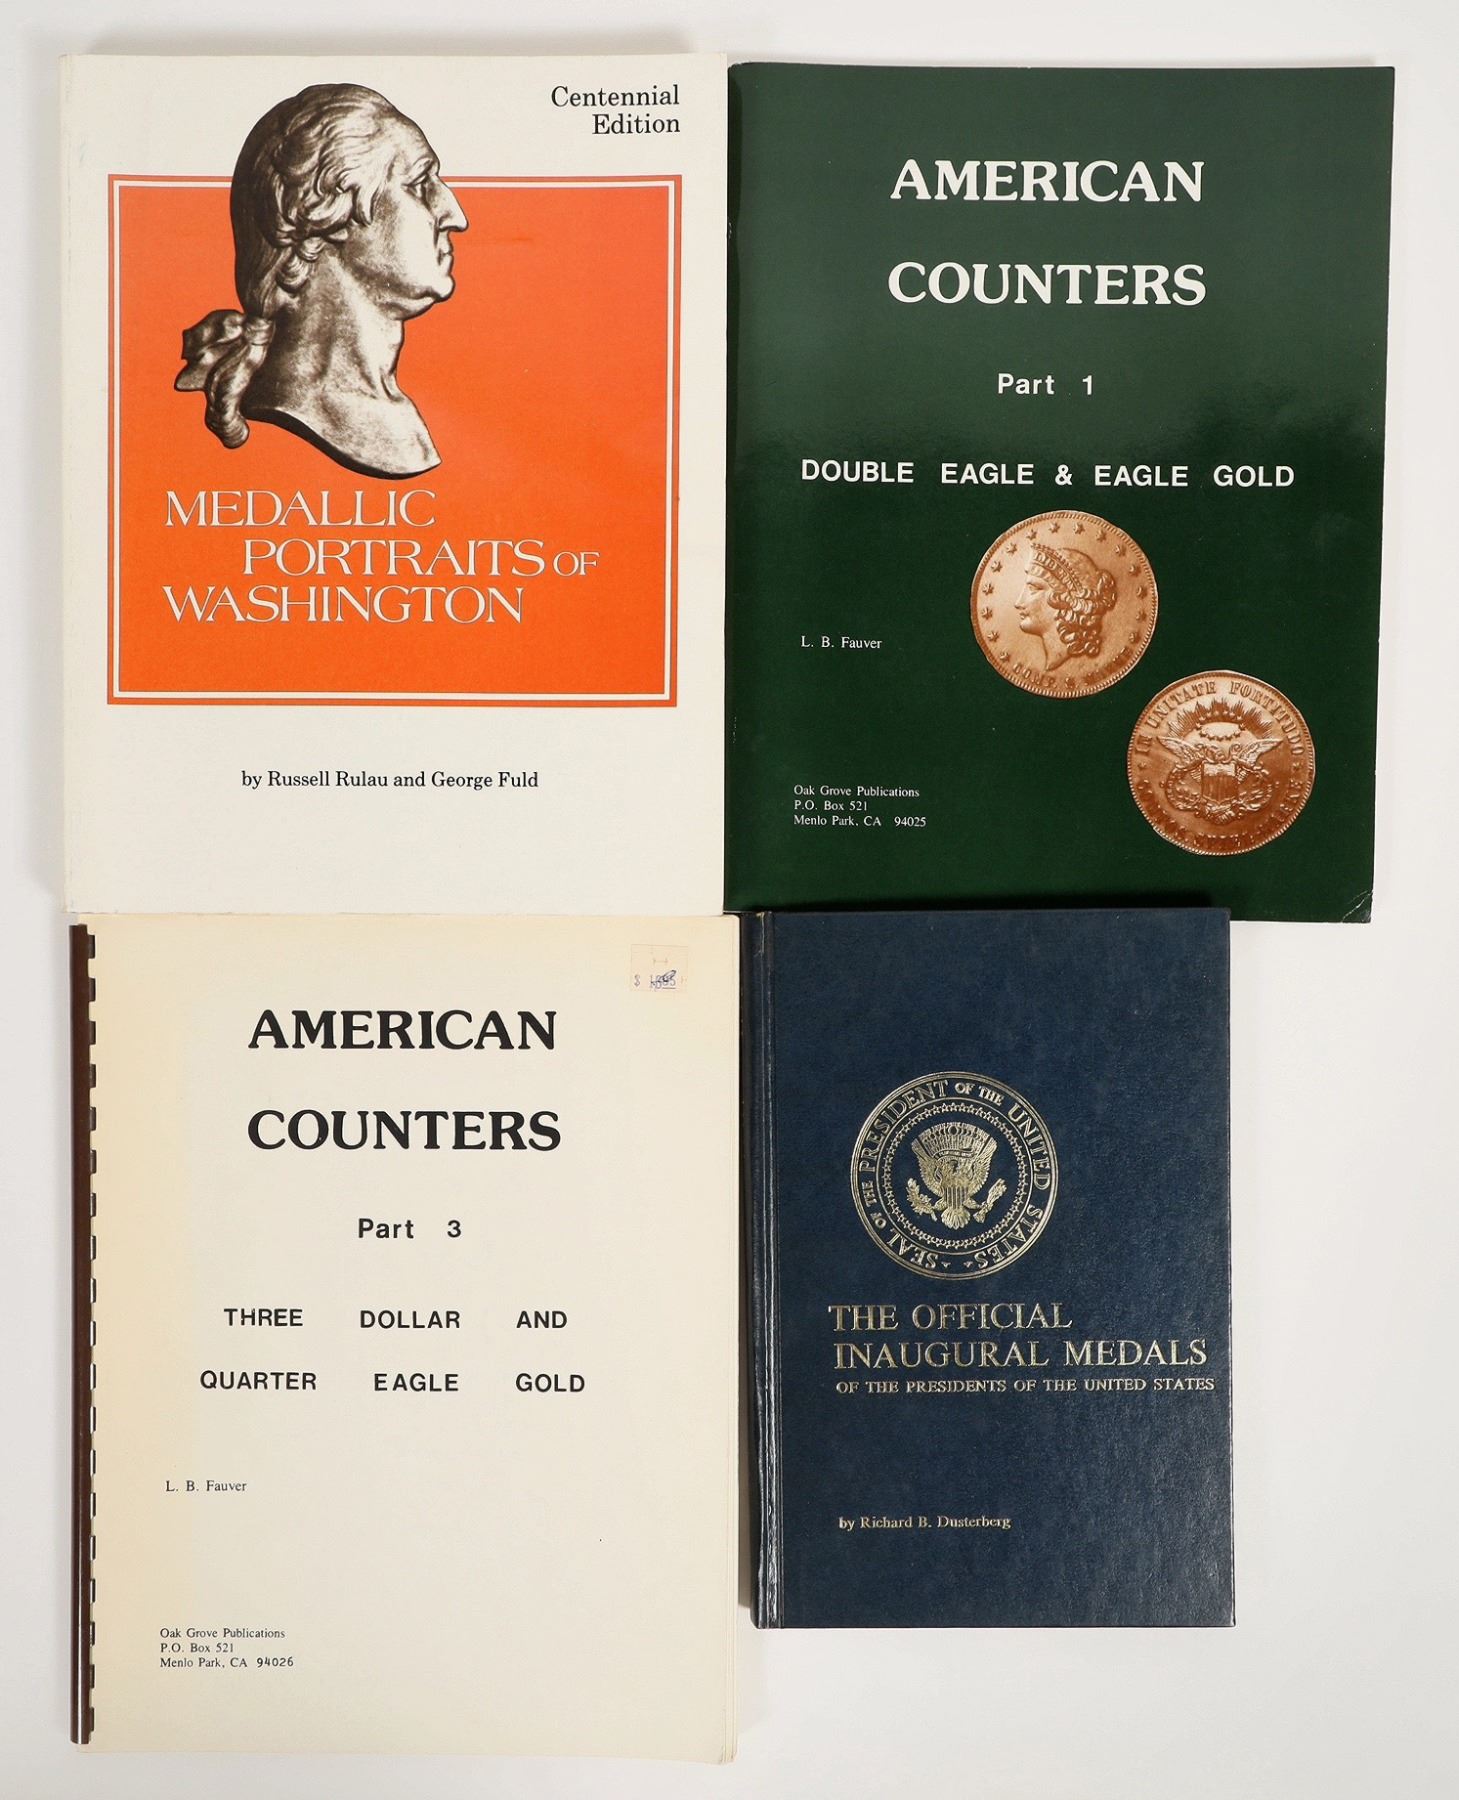 Centennial
Edition
MEDALLIC
PORTRAITS OF
WASHINGTON
by Russell Rulau and George Fuld
AMERICAN
COUNTERS
Part 1
DOUBLE EAGLE & EAGLE GOLD
L. B. Fauver
IN UNITATE FORTITUDO
Oak Grove Publications
P.O. Box 521
Menlo Park, CA 94025
$
AMERICAN
COUNTERS
Part 3
THREE DOLLAR AND
QUARTER EAGLE GOLD
L. B. Fauver
Oak Grove Publications
P.O. Box 521
Menlo Park, CA 94026
SEAL OF THE PRESIDENT OF THE UNITED STATES
THE OFFICIAL
INAUGURAL MEDALS
OF THE PRESIDENTS OF THE UNITED STATES
by Richard B. Dusterberg